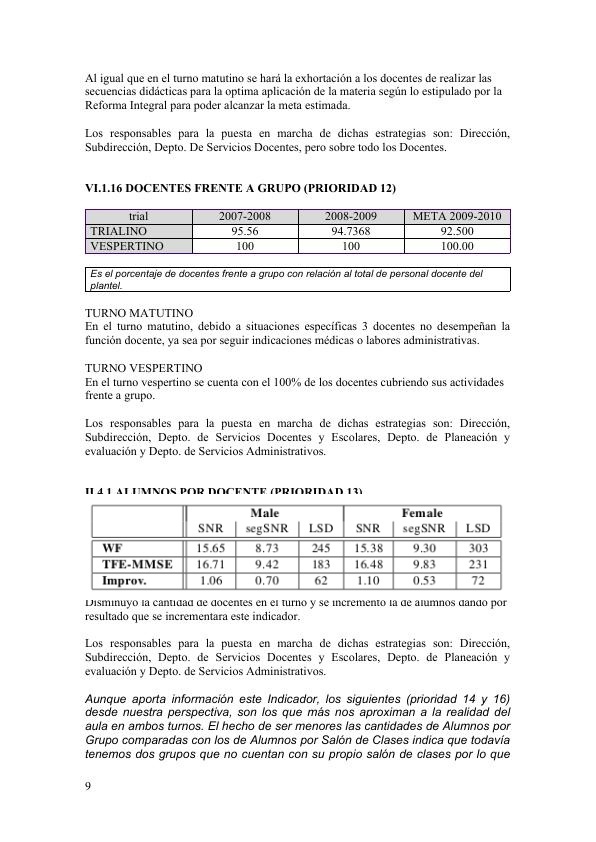 Al igual que en el turno matutino se hará la exhortación a los docentes de realizar las
secuencias didácticas para la optima aplicación de la materia según lo estipulado por la
Reforma Integral para poder alcanzar la meta estimada.
Los responsables para la puesta en marcha de dichas estrategias son: Dirección,
Subdirección, Depto. De Servicios Docentes, pero sobre todo los Docentes.
VI.1.16 DOCENTES FRENTE A GRUPO (PRIORIDAD 12)
trial 2007-2008 2008-2009 META 2009-2010
TRIALINO 95.56 94.7368 92.500
VESPERTINO 100 100 100.00
Es el porcentaje de docentes frente a grupo con relación al total de personal docente del
plantel.
TURNO MATUTINO
En el turno matutino, debido a situaciones específicas 3 docentes no desempeñan la
función docente, ya sea por seguir indicaciones médicas o labores administrativas.
TURNO VESPERTINO
En el turno vespertino se cuenta con el 100% de los docentes cubriendo sus actividades
frente a grupo.
Los responsables para la puesta en marcha de dichas estrategias son: Dirección,
Subdirección, Depto. de Servicios Docentes y Escolares, Depto. de Planeación y
evaluación y Depto. de Servicios Administrativos.
II.4.1 ALUMNOS POR DOCENTE (PRIORIDAD 13)
Male Female
SNR segSNR LSD SNR segSNR LSD
WF 15.65 8.73 245 15.38 9.30 303
TFE-MMSE 16.71 9.42 183 16.48 9.83 231
Improv. 1.06 0.70 62 1.10 0.53 72
Disminuyo la cantidad de docentes en el turno y se incremento la de alumnos dando por
resultado que se incrementara este indicador.
Los responsables para la puesta en marcha de dichas estrategias son: Dirección,
Subdirección, Depto. de Servicios Docentes y Escolares, Depto. de Planeación y
evaluación y Depto. de Servicios Administrativos.
Aunque aporta información este Indicador, los siguientes (prioridad 14 y 16)
desde nuestra perspectiva, son los que más nos aproximan a la realidad del
aula en ambos turnos. El hecho de ser menores las cantidades de Alumnos por
Grupo comparadas con los de Alumnos por Salón de Clases indica que todavía
tenemos dos grupos que no cuentan con su propio salón de clases por lo que
9